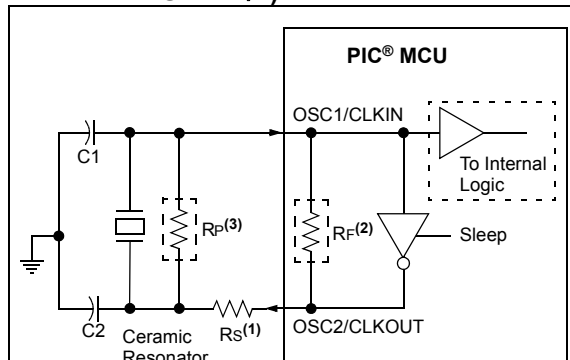 PIC® MCU
OSC1/CLKIN
C1
To Internal
Logic
RP(3)
RF(2)
Sleep
C2
Ceramic
Resonator
RS(1)
OSC2/CLKOUT